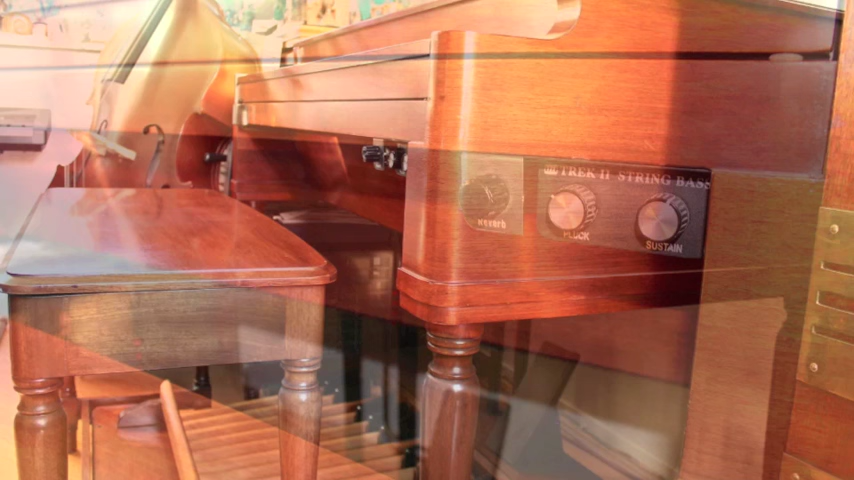 TREK II STRING BASS
Reverb
PLUCK
SUSTAIN